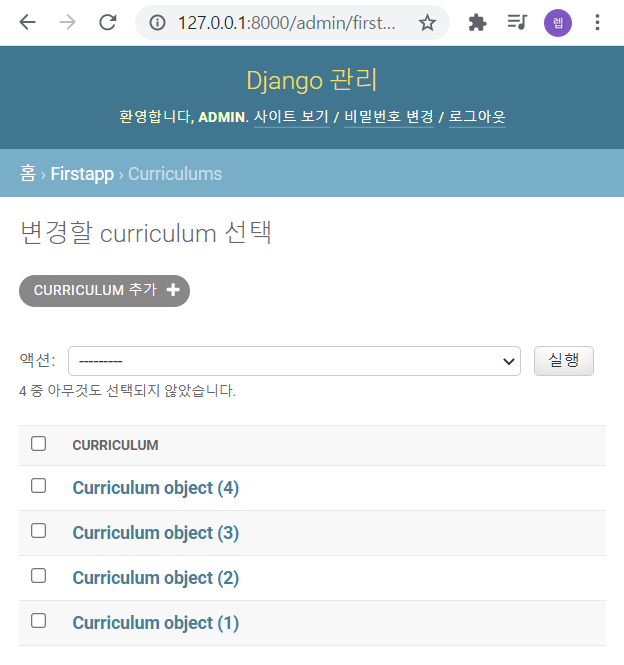 127.0.0.1:8000/admin/first...
렙
Django 관리
환영합니다, ADMIN. 사이트 보기 / 비밀번호 변경 / 로그아웃
홈 › Firstapp › Curriculums
변경할 curriculum 선택
CURRICULUM 추가 +
액션: --------- 실행
4 중 아무것도 선택되지 않았습니다.
CURRICULUM
Curriculum object (4)
Curriculum object (3)
Curriculum object (2)
Curriculum object (1)